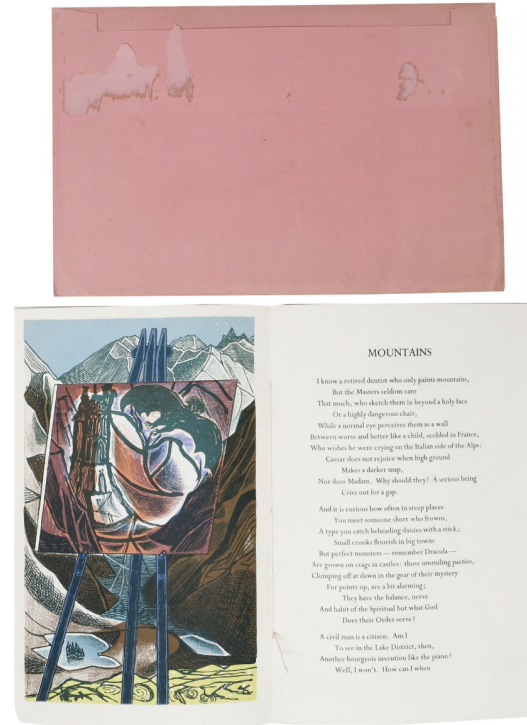 MOUNTAINS
I know a retired dentist who only paints mountains,
But the Masters seldom care
That much, who sketch them in beyond a holy face
Or a highly dangerous chair,
While a normal eye perceives them as a wall
Between worse and better like a child, scolded in France,
Who wishes he were crying on the Italian side of the Alps:
Caesar does not rejoice when high ground
Makes a darker map,
Nor does Madam. Why should they? A serious being
Cries out for a gap.
And it is curious how often in steep places
You meet someone short who frowns,
A type you catch beheading daisies with a stick;
Small crooks flourish in big towns
But perfect monsters — remember Dracula —
Are grown on crags in castles: those unsmiling parties,
Clumping off at dawn in the gear of their mystery
For points up, are a bit alarming;
They have the balance, nerve
And habit of the Spiritual but what God
Does their Order serve?
A civil man is a citizen. Am I
To see in the Lake District, then,
Another bourgeois invention like the piano?
Well, I won't. How can I when